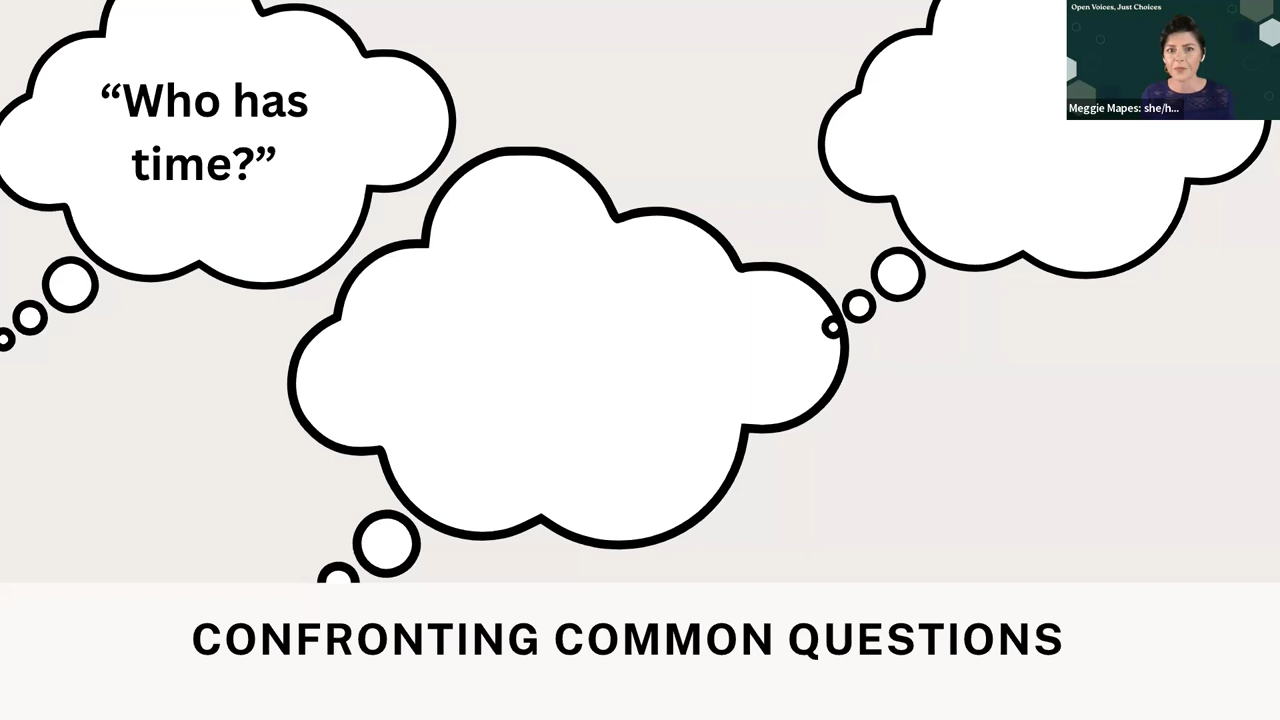 “Who has
time?”
Open Voices, Just Choices
Meggie Mapes: she/h...
CONFRONTING COMMON QUESTIONS